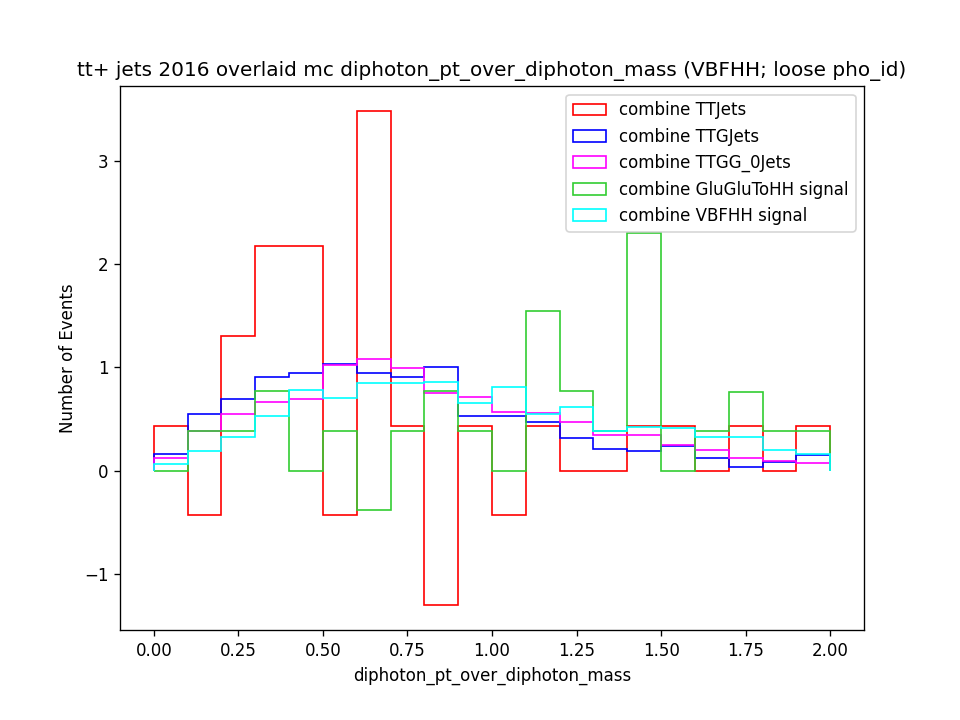 tt+ jets 2016 overlaid mc diphoton_pt_over_diphoton_mass (VBFHH; loose pho_id)
combine TTJets
combine TTGJets
combine TTGG_0Jets
combine GluGluToHH signal
combine VBFHH signal
Number of Events
3
2
1
0
−1
0.00 0.25 0.50 0.75 1.00 1.25 1.50 1.75 2.00
diphoton_pt_over_diphoton_mass